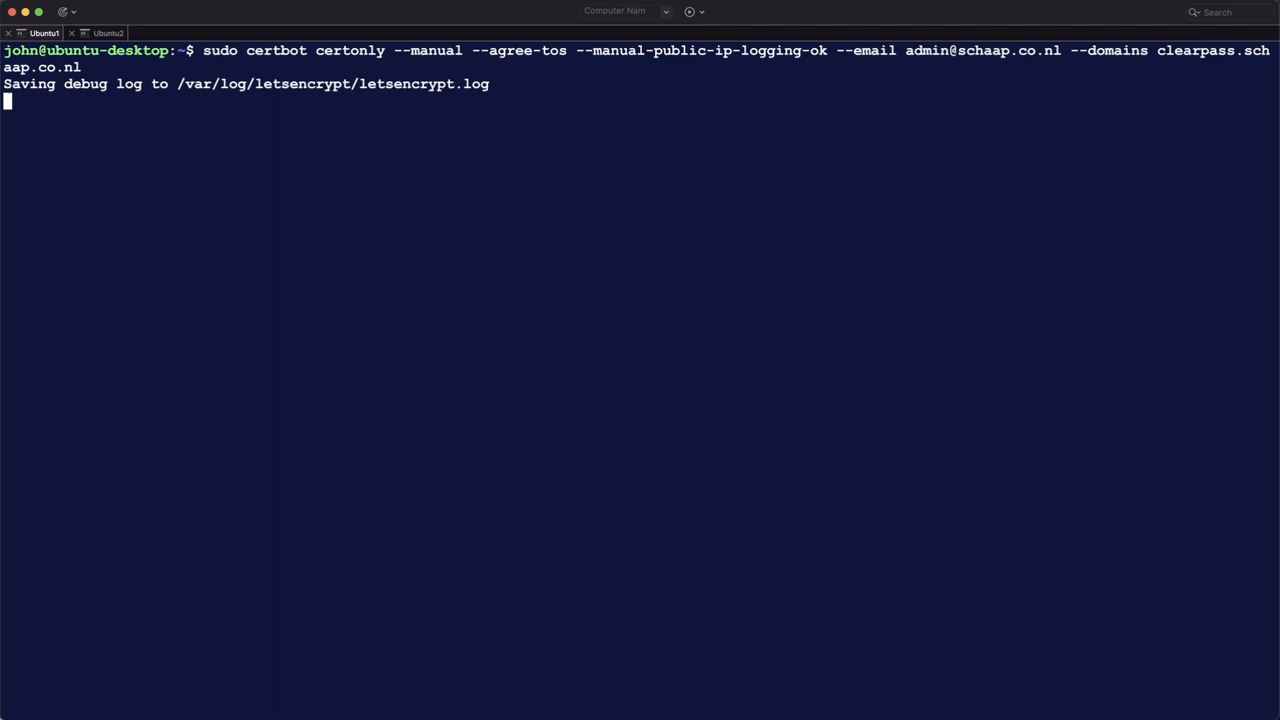 Computer Nam
Search
Ubuntu1
Ubuntu2
john@ubuntu-desktop:~$ sudo certbot certonly --manual --agree-tos --manual-public-ip-logging-ok --email admin@schaap.co.nl --domains clearpass.sch
aap.co.nl
Saving debug log to /var/log/letsencrypt/letsencrypt.log